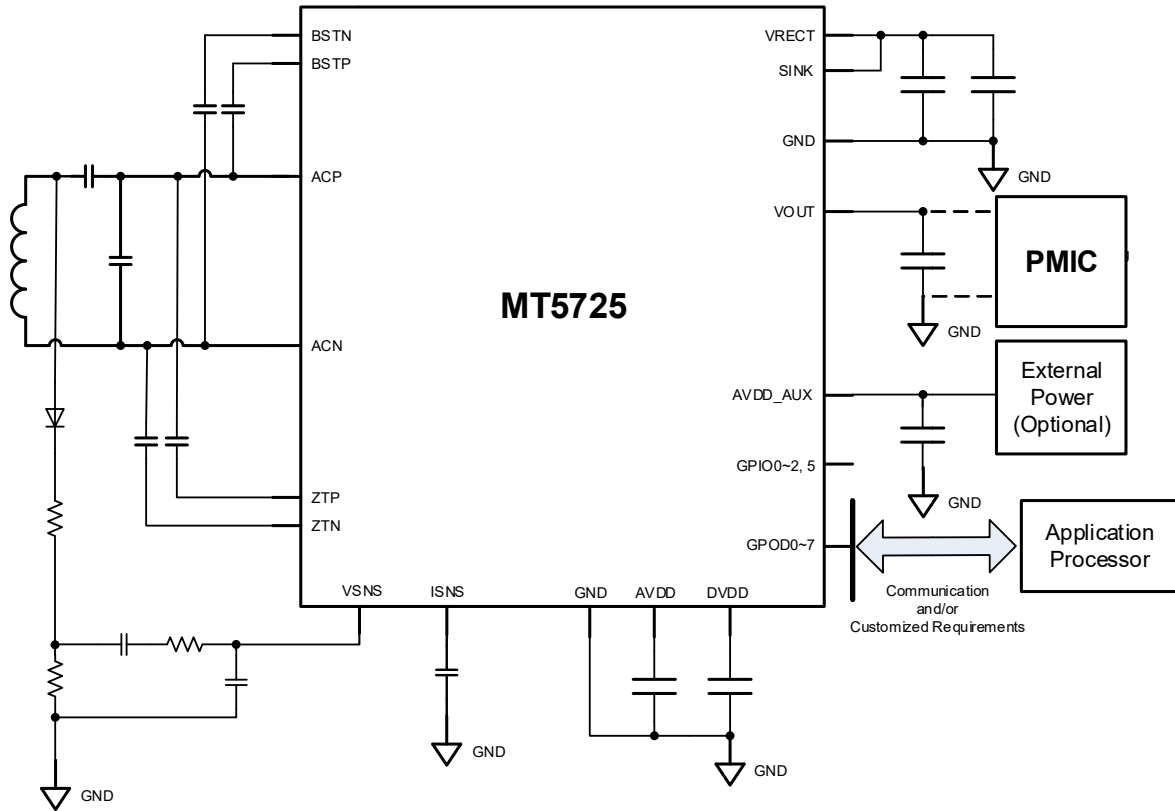 BSTN
BSTP
ACP
ACN
ZTP
ZTN
MT5725
VRECT
SINK
GND
VOUT
AVDD_AUX
GPIO0~2, 5
GPOD0~7
VSNS
ISNS
GND
AVDD
DVDD
GND
PMIC
GND
External
Power
(Optional)
GND
Application
Processor
Communication
and/or
Customized Requirements
GND
GND
GND